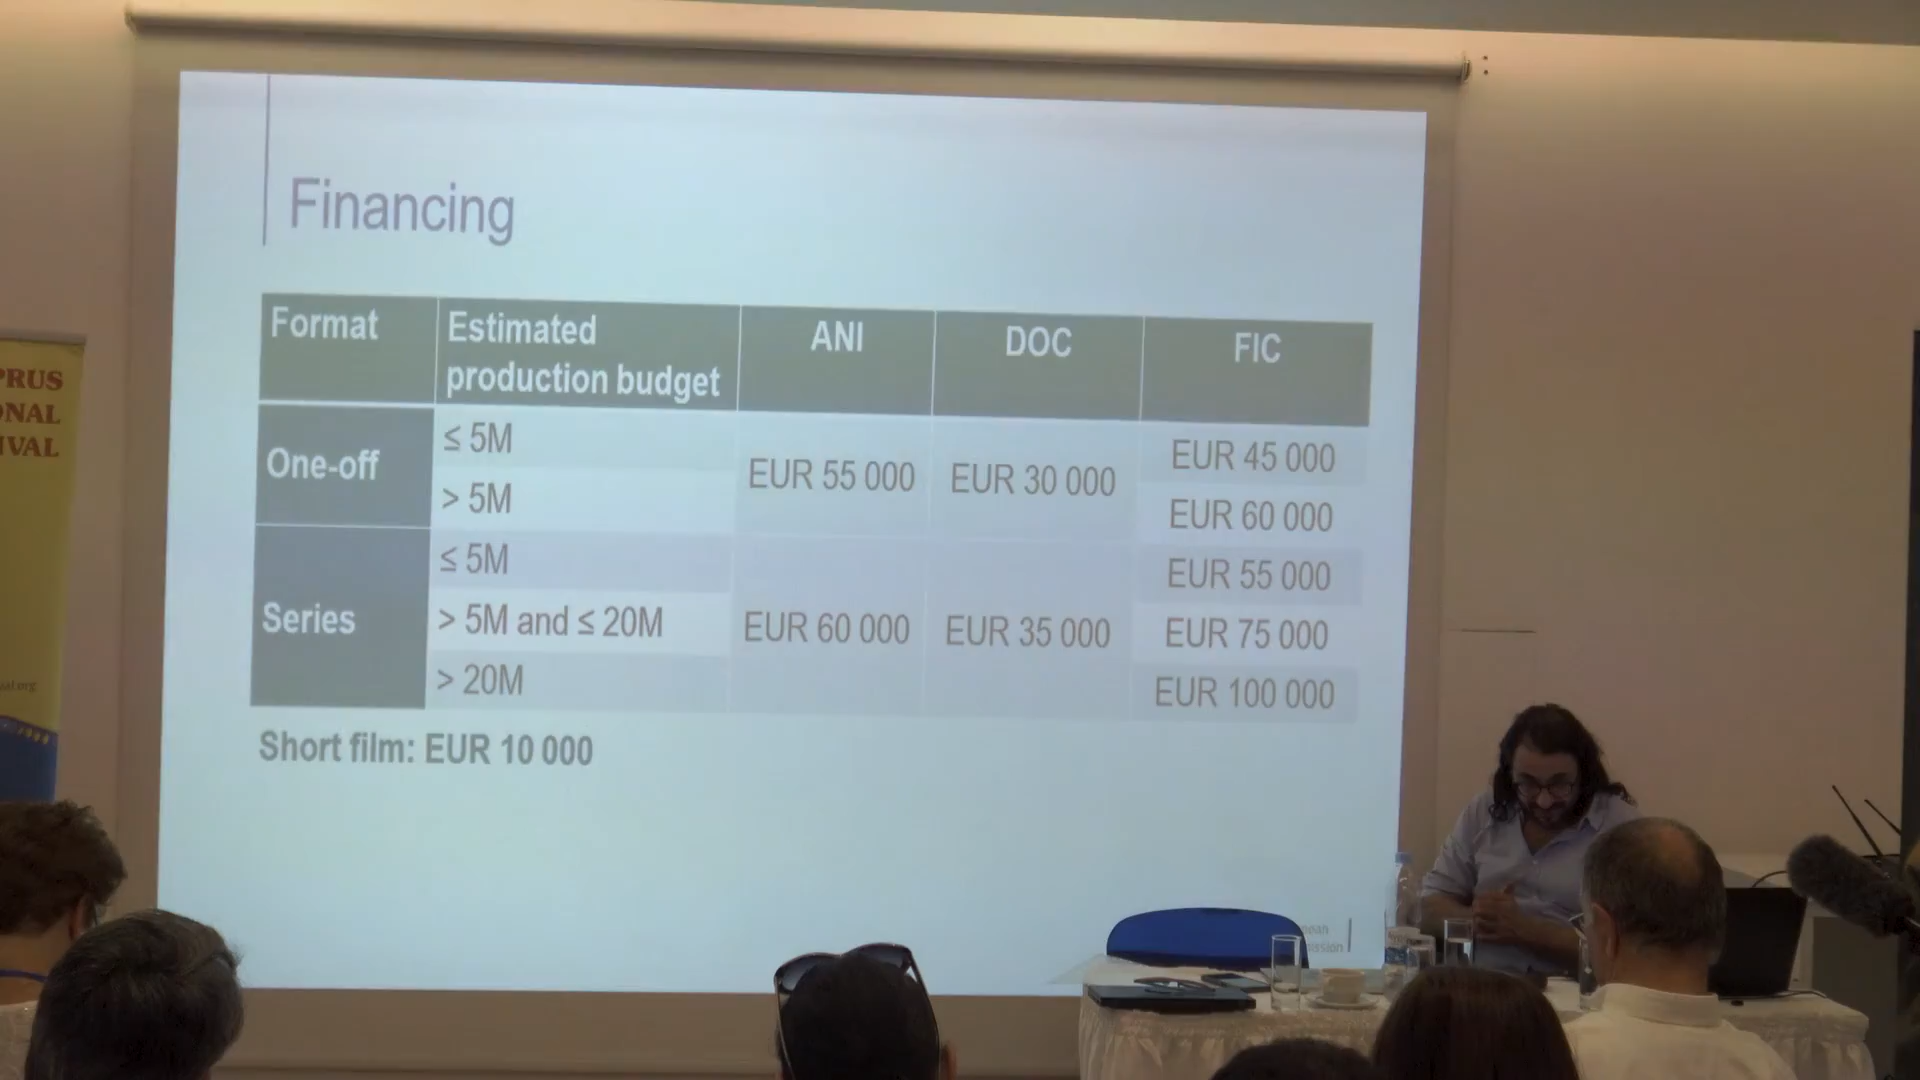 Financing
Format Estimated production budget ANI DOC FIC
One-off ≤ 5M EUR 55 000 EUR 30 000 EUR 45 000
> 5M EUR 60 000
Series ≤ 5M EUR 60 000 EUR 35 000 EUR 55 000
> 5M and ≤ 20M EUR 75 000
> 20M EUR 100 000
Short film: EUR 10 000
PRUS
ONAL
IVAL